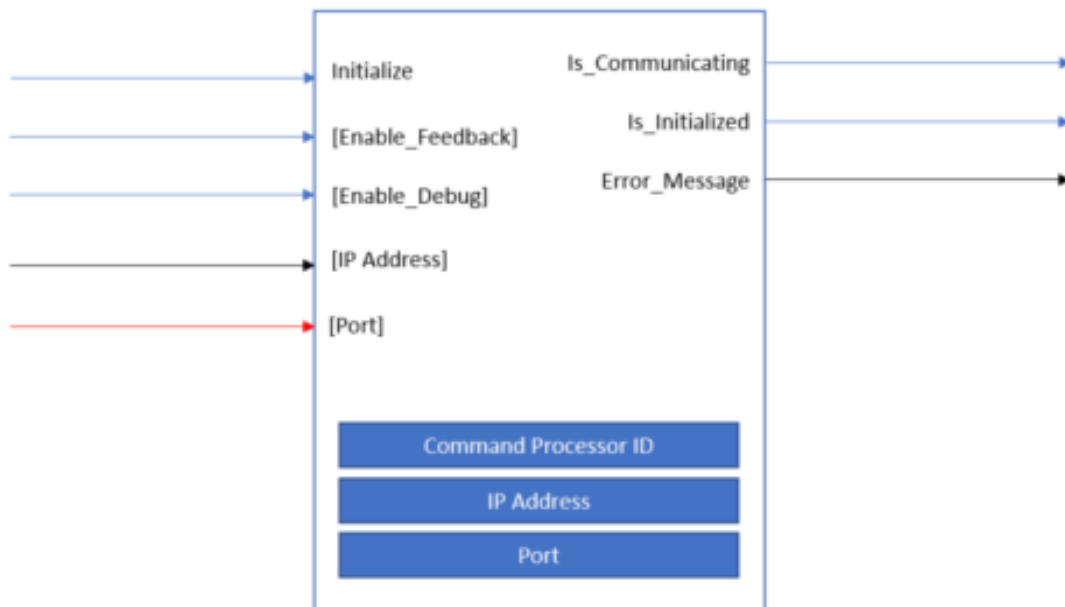 Initialize
[Enable_Feedback]
[Enable_Debug]
[IP Address]
[Port]
Is_Communicating
Is_Initialized
Error_Message
Command Processor ID
IP Address
Port